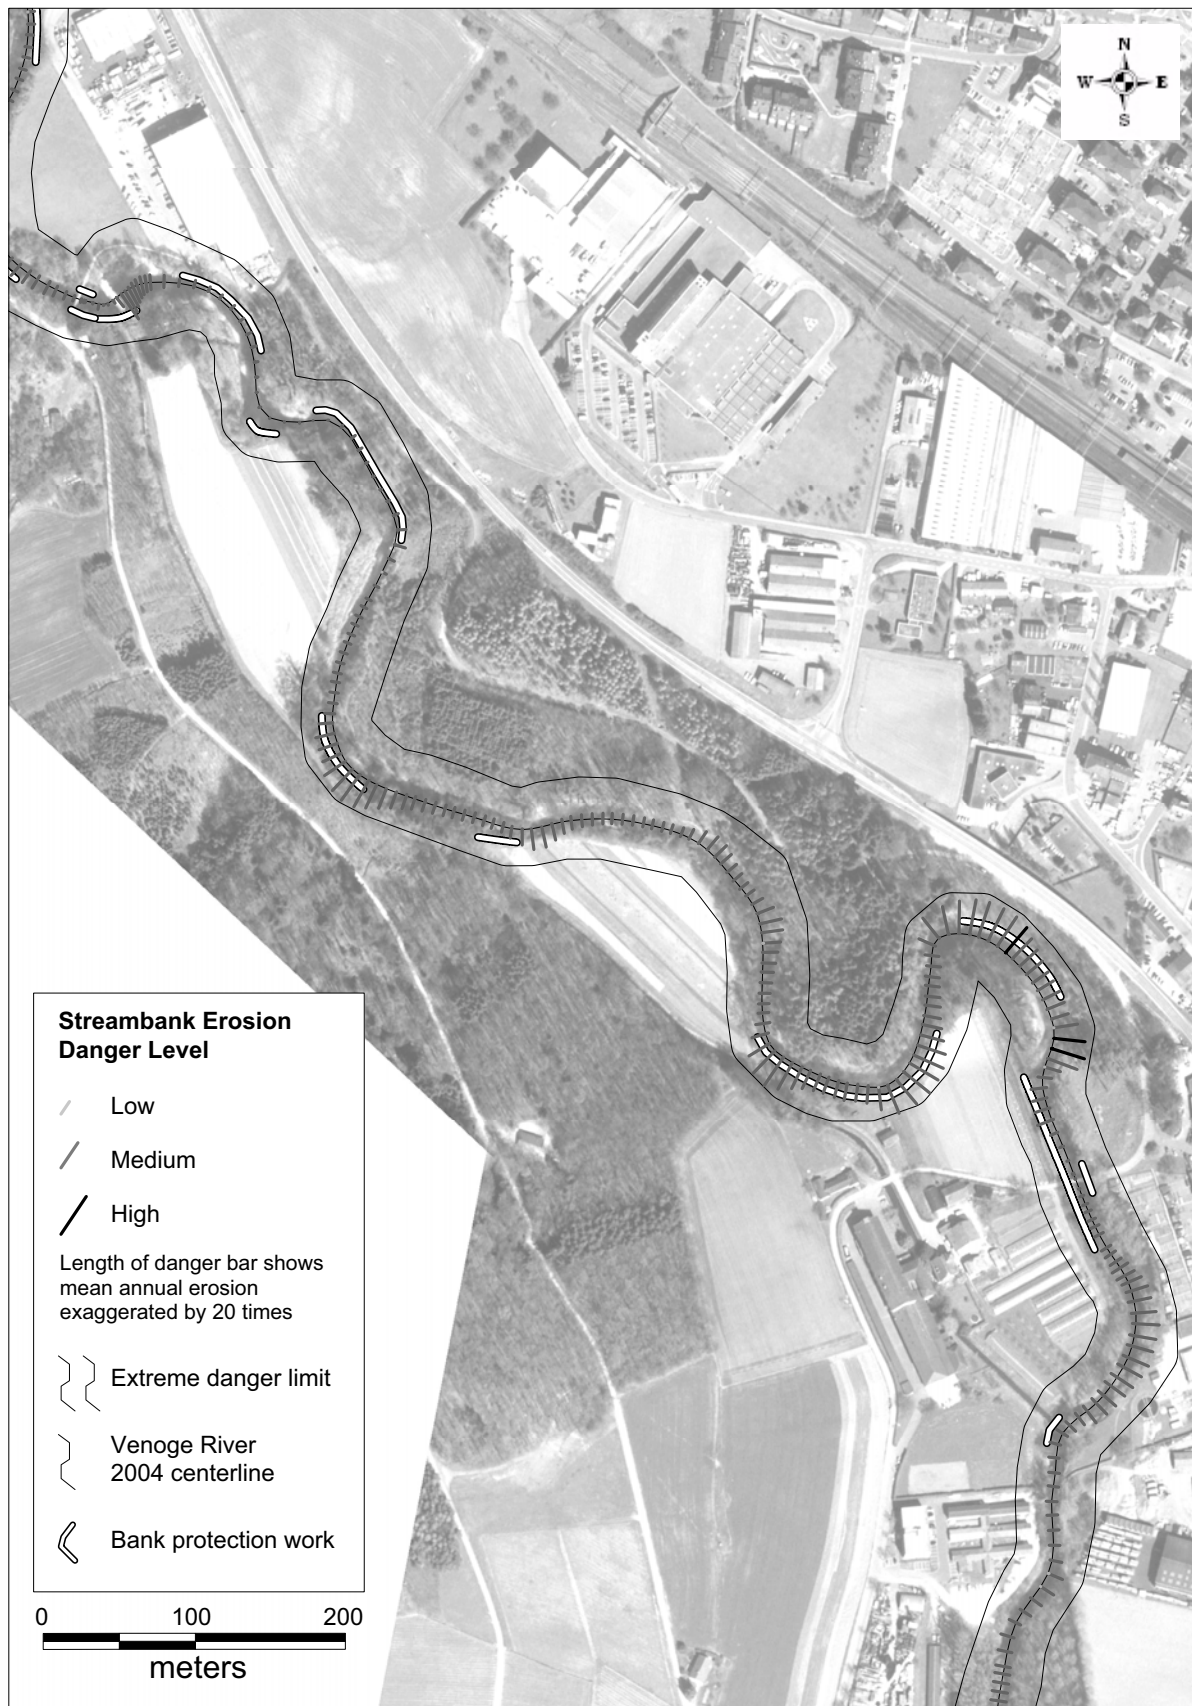 N
W E
S
Streambank Erosion
Danger Level
Low
Medium
High
Length of danger bar shows
mean annual erosion
exaggerated by 20 times
Extreme danger limit
Venoge River
2004 centerline
Bank protection work
0 100 200
meters